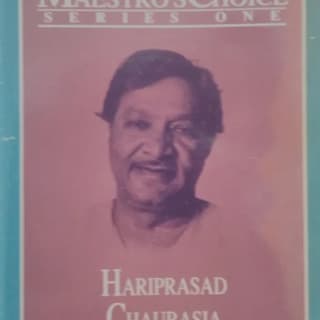 MAESTRO'S CHOICE
SERIES ONE
HARIPRASAD
CHAURASIA